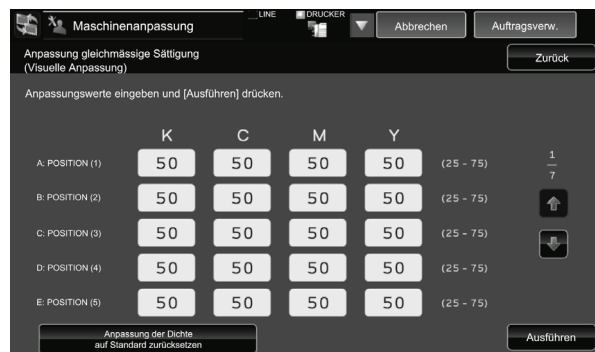 Maschinenanpassung
LINE
DRUCKER
Abbrechen
Auftragsverw.
Anpassung gleichmässige Sättigung
(Visuelle Anpassung)
Zurück
Anpassungswerte eingeben und [Ausführen] drücken.
K C M Y
A: POSITION (1) 50 50 50 50 (25 - 75)
B: POSITION (2) 50 50 50 50 (25 - 75)
C: POSITION (3) 50 50 50 50 (25 - 75)
D: POSITION (4) 50 50 50 50 (25 - 75)
E: POSITION (5) 50 50 50 50 (25 - 75)
1
7
Anpassung der Dichte
auf Standard zurücksetzen
Ausführen